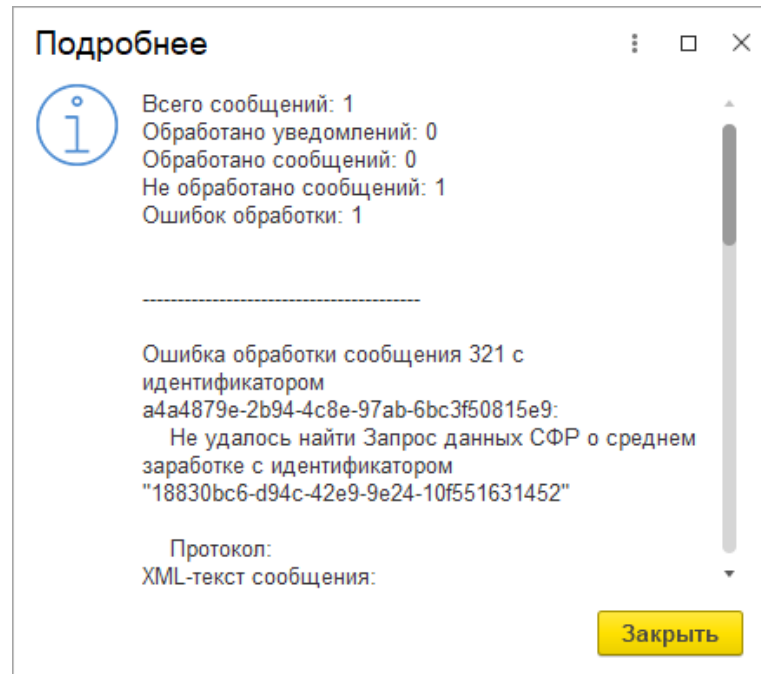 Подробнее
Всего сообщений: 1
Обработано уведомлений: 0
Обработано сообщений: 0
Не обработано сообщений: 1
Ошибок обработки: 1
----------------------------------------
Ошибка обработки сообщения 321 с
идентификатором
a4a4879e-2b94-4c8e-97ab-6bc3f50815e9:
Не удалось найти Запрос данных СФР о среднем
заработке с идентификатором
"18830bc6-d94c-42e9-9e24-10f551631452"
Протокол:
XML-текст сообщения:
Закрыть